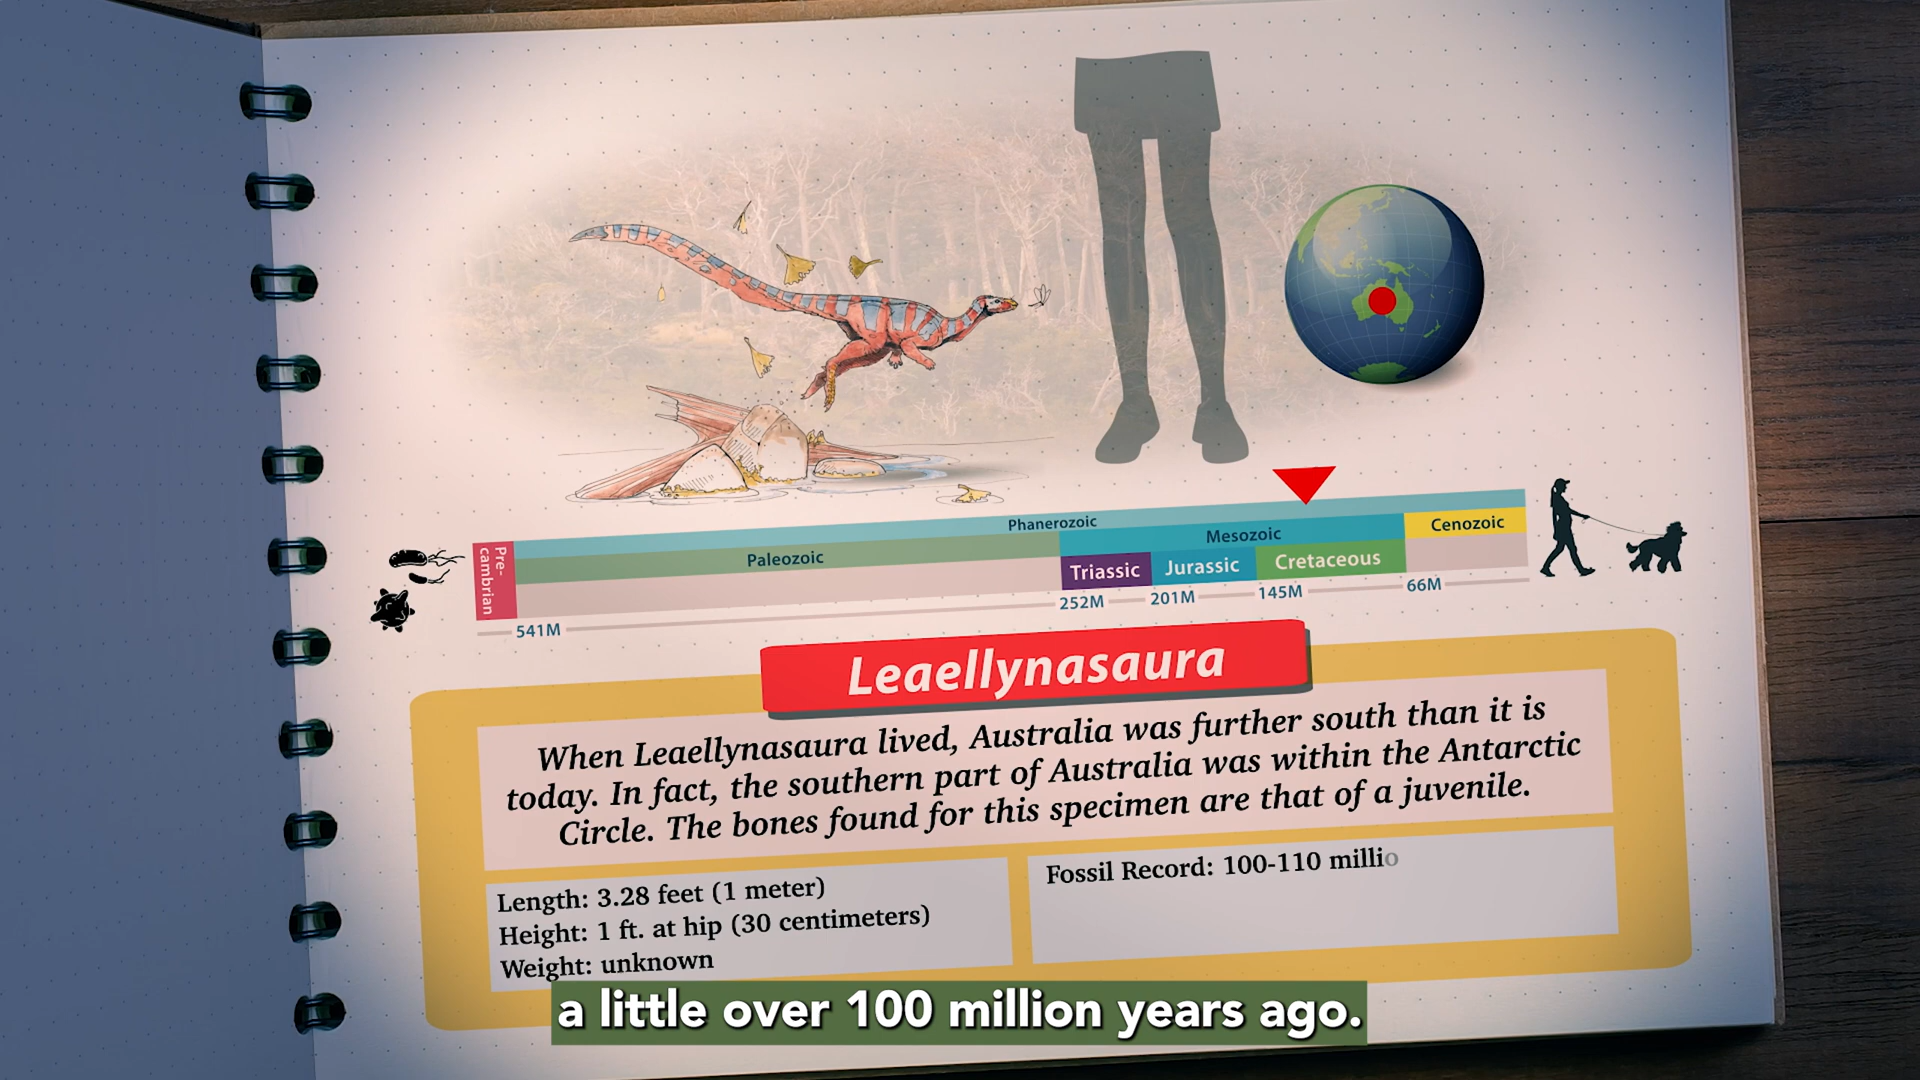 Phanerozoic
Mesozoic
Cenozoic
Paleozoic
Pre-
cambrian
Triassic
Jurassic
Cretaceous
541M
252M
201M
145M
66M
Leaellynasaura
When Leaellynasaura lived, Australia was further south than it is
today. In fact, the southern part of Australia was within the Antarctic
Circle. The bones found for this specimen are that of a juvenile.
Length: 3.28 feet (1 meter)
Height: 1 ft. at hip (30 centimeters)
Weight: unknown
Fossil Record: 100-110 millio
a little over 100 million years ago.